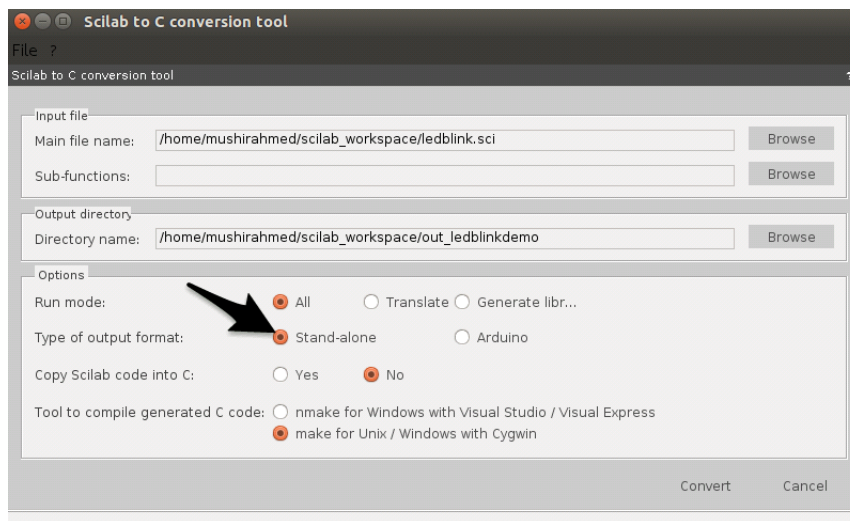 Scilab to C conversion tool
File ?
Scilab to C conversion tool ?
Input file
Main file name: /home/mushirahmed/scilab_workspace/ledblink.sci Browse
Sub-functions: Browse
Output directory
Directory name: /home/mushirahmed/scilab_workspace/out_ledblinkdemo Browse
Options
Run mode: All Translate Generate libr...
Type of output format: Stand-alone Arduino
Copy Scilab code into C: Yes No
Tool to compile generated C code: nmake for Windows with Visual Studio / Visual Express
make for Unix / Windows with Cygwin
Convert Cancel